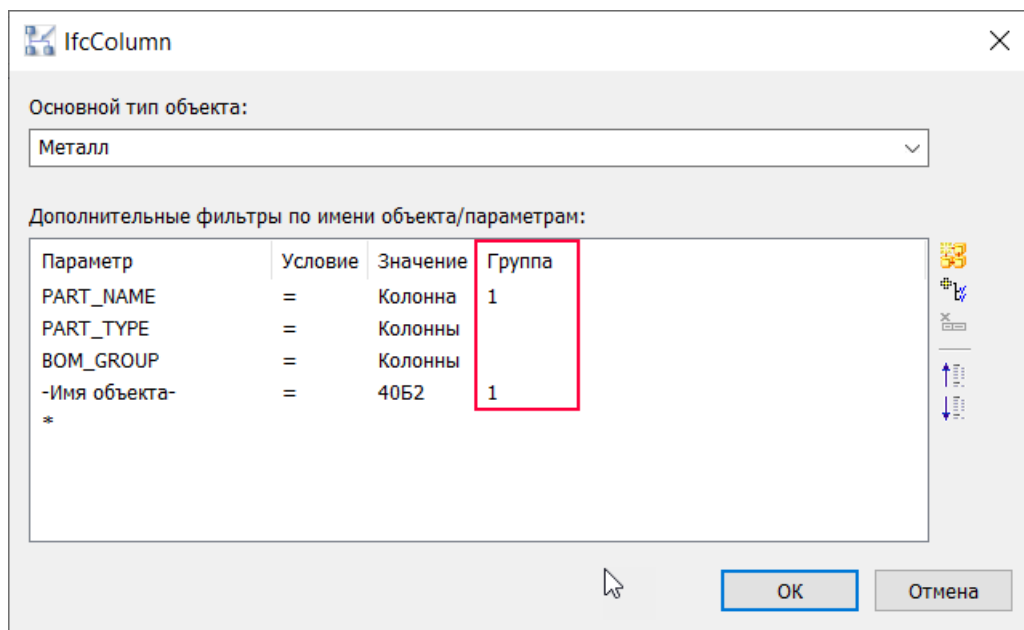 IfcColumn
Основной тип объекта:
Металл
Дополнительные фильтры по имени объекта/параметрам:
Параметр Условие Значение Группа
PART_NAME = Колонна 1
PART_TYPE = Колонны
BOM_GROUP = Колонны
-Имя объекта- = 40Б2 1
*
ОК Отмена